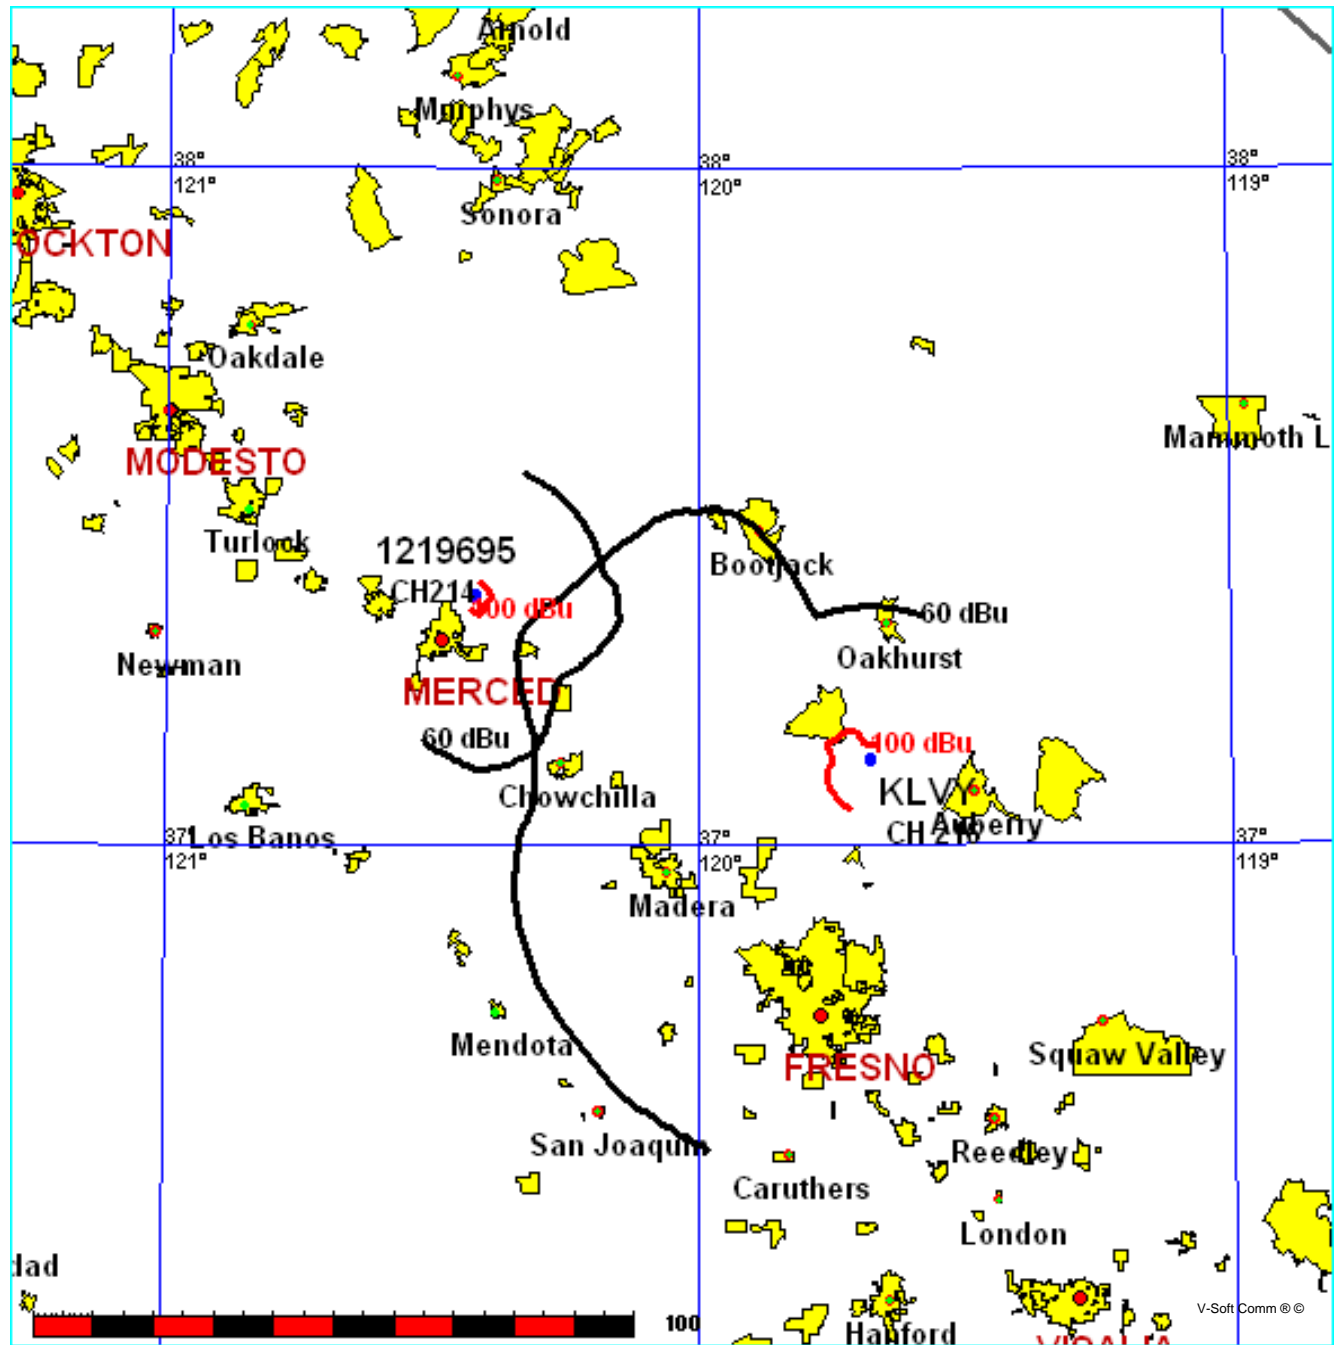 Arnold
Murphys
38°
121°
38°
120°
38°
119°
Sonora
OCKTON
Oakdale
Mammoth L
MODESTO
Turlock
1219695
CH214
100 dBu
Bootjack
60 dBu
Oakhurst
Newman
MERCED
60 dBu
100 dBu
KLVY
CH 216
Auberry
Chowchilla
Los Banos
37°
121°
37°
120°
37°
119°
Madera
Mendota
FRESNO
Squaw Valley
San Joaquin
Reedley
Caruthers
London
dad
100
Hanford
VISALIA
V-Soft Comm ® ©